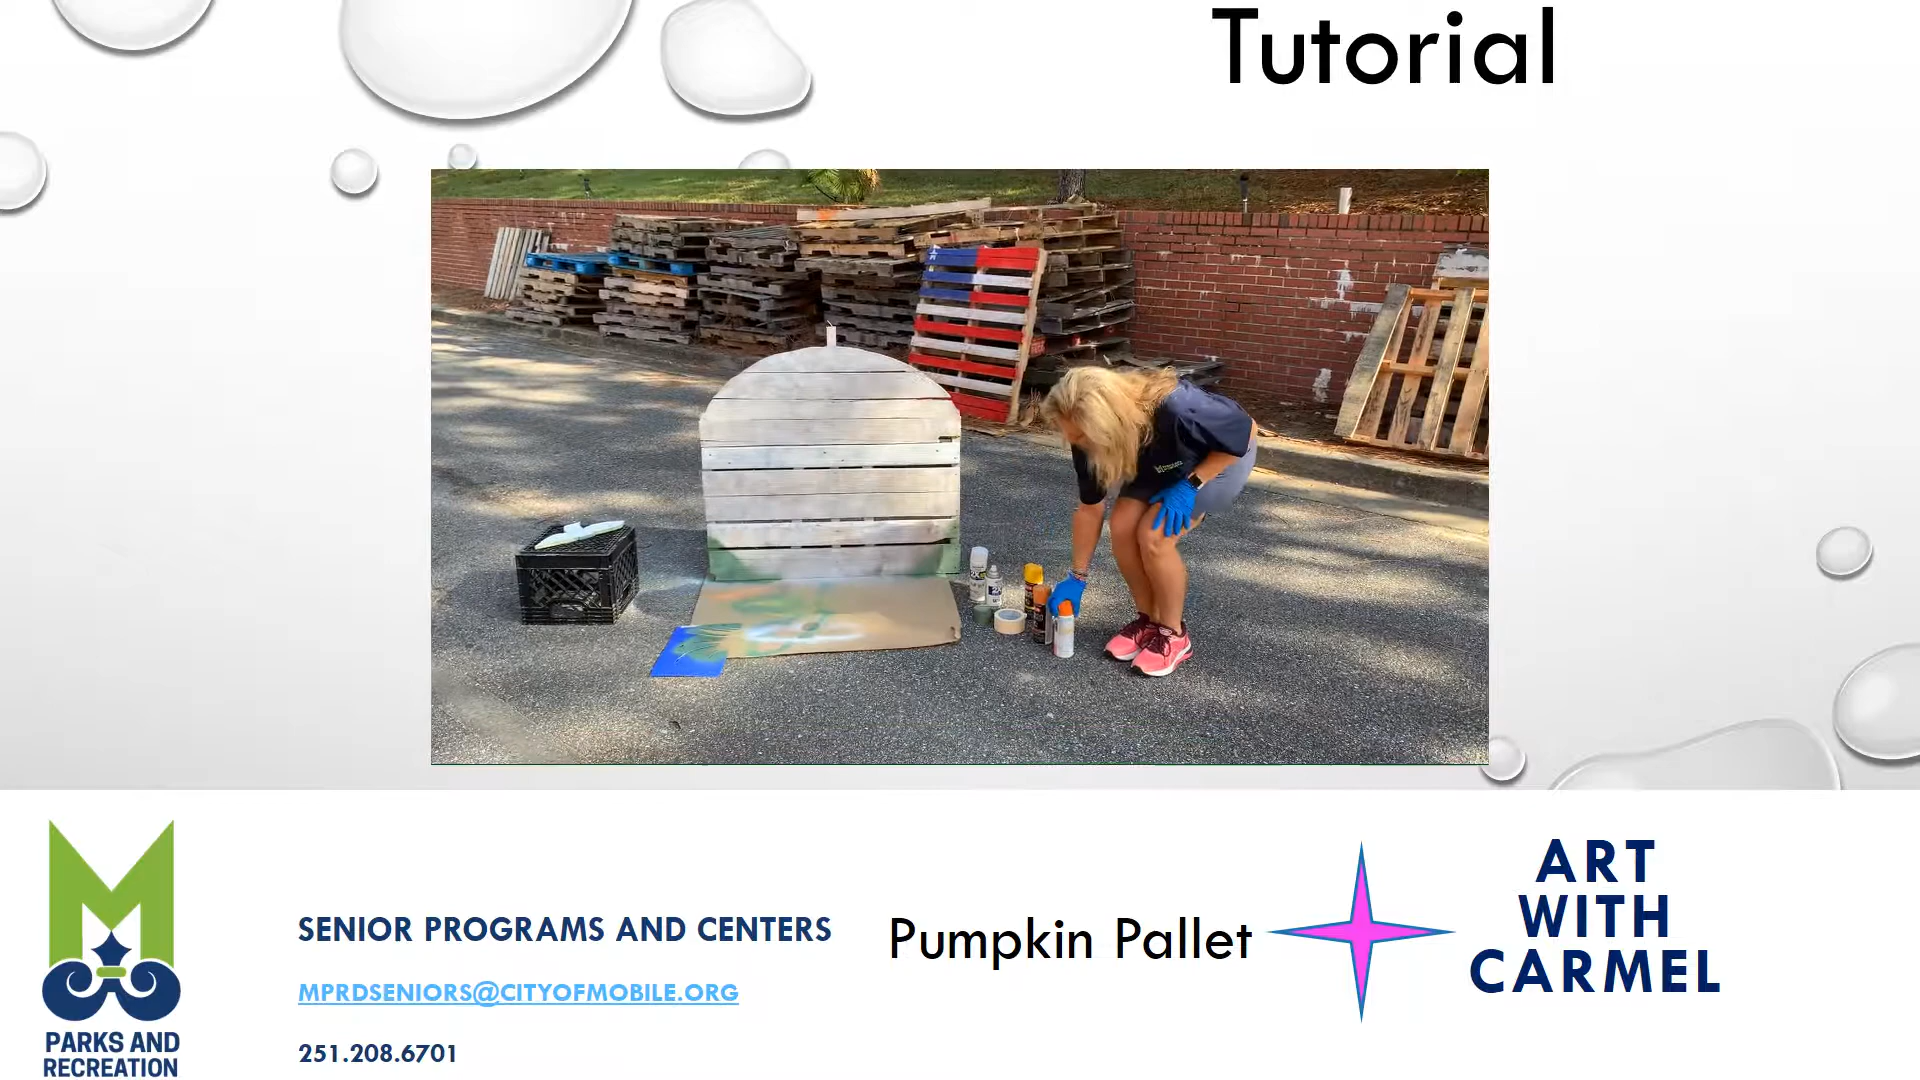 Tutorial
PARKS AND
RECREATION
SENIOR PROGRAMS AND CENTERS
MPRDSENIORS@CITYOFMOBILE.ORG
251.208.6701
Pumpkin Pallet
ART
WITH
CARMEL